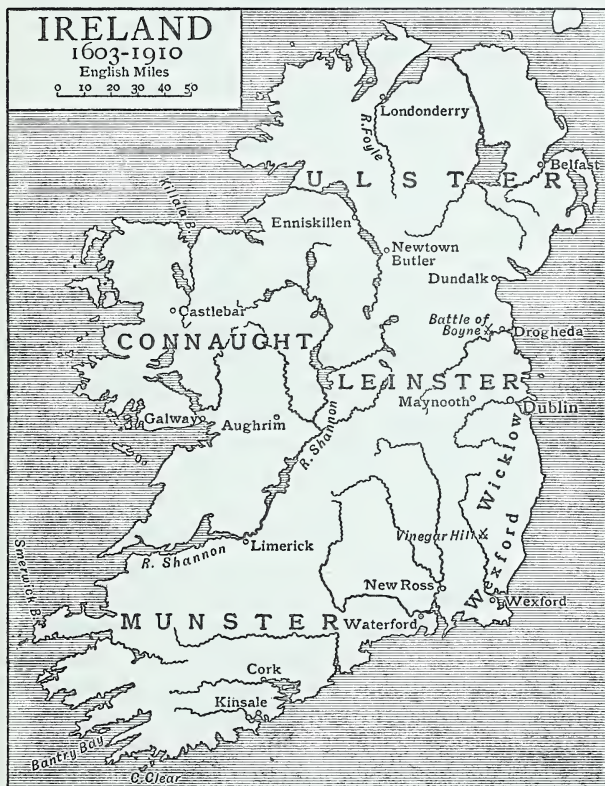 IRELAND
1603-1910
English Miles
0 10 20 30 40 50
Londonderry
R. Foyle
Belfast
ULSTER
Killala B.
Enniskillen
Newtown
Butler
Dundalk
Castlebar
Battle of
Boyne
Drogheda
CONNAUGHT
LEINSTER
Maynooth
Dublin
Galway
Aughrim
R. Shannon
Wicklow
Vinegar Hill
R. Shannon
Limerick
Smerwick B.
New Ross
Wexford
Wexford
MUNSTER
Waterford
Cork
Kinsale
Bantry Bay
C. Clear